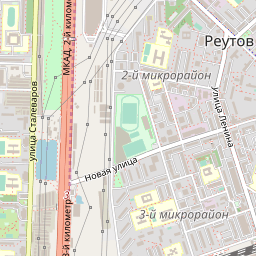 МКАД, 2-й километр
Реутов
2-й микрорайон
улица Ленина
улица Сталеваров
Новая улица
3-й микрорайон
3-й километр